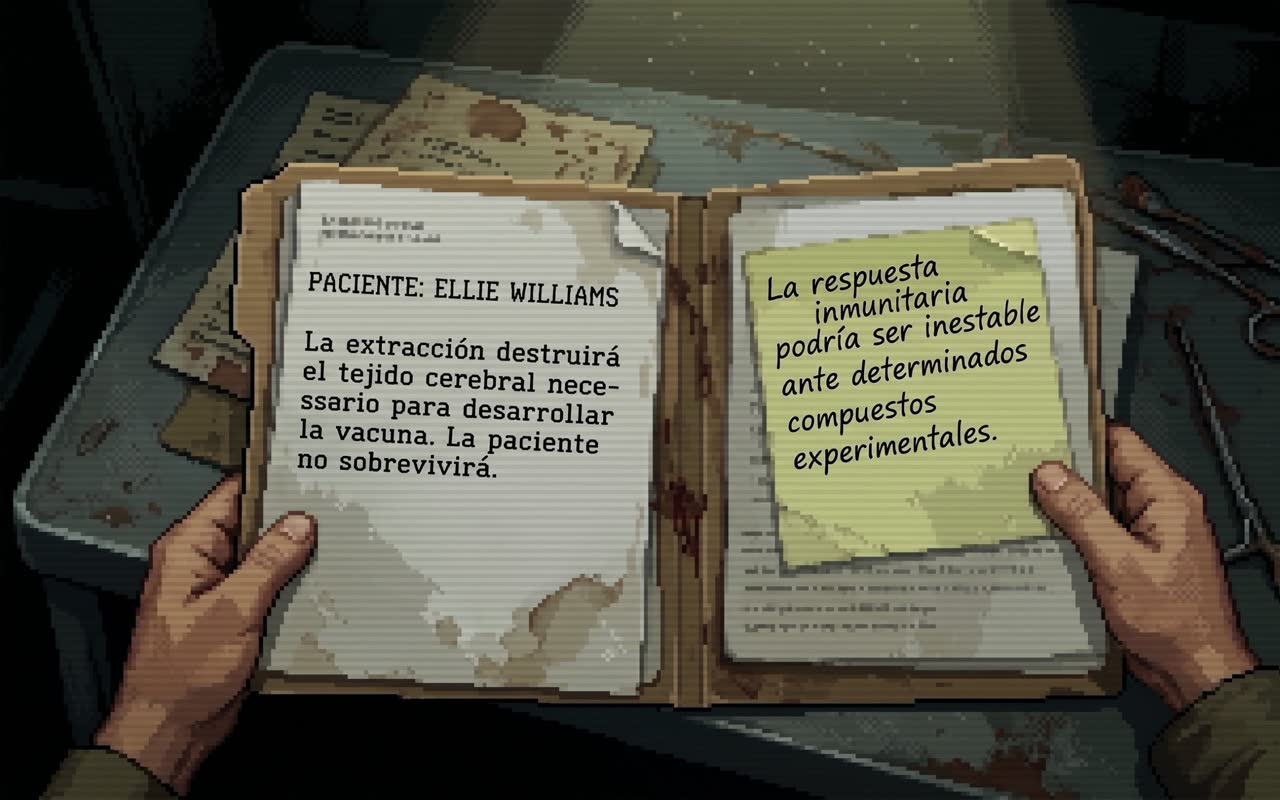 PACIENTE: ELLIE WILLIAMS
La extracción destruirá
el tejido cerebral nece-
ssario para desarrollar
la vacuna. La paciente
no sobrevivirá.
La respuesta
inmunitaria
podría ser inestable
ante determinados
compuestos
experimentales.